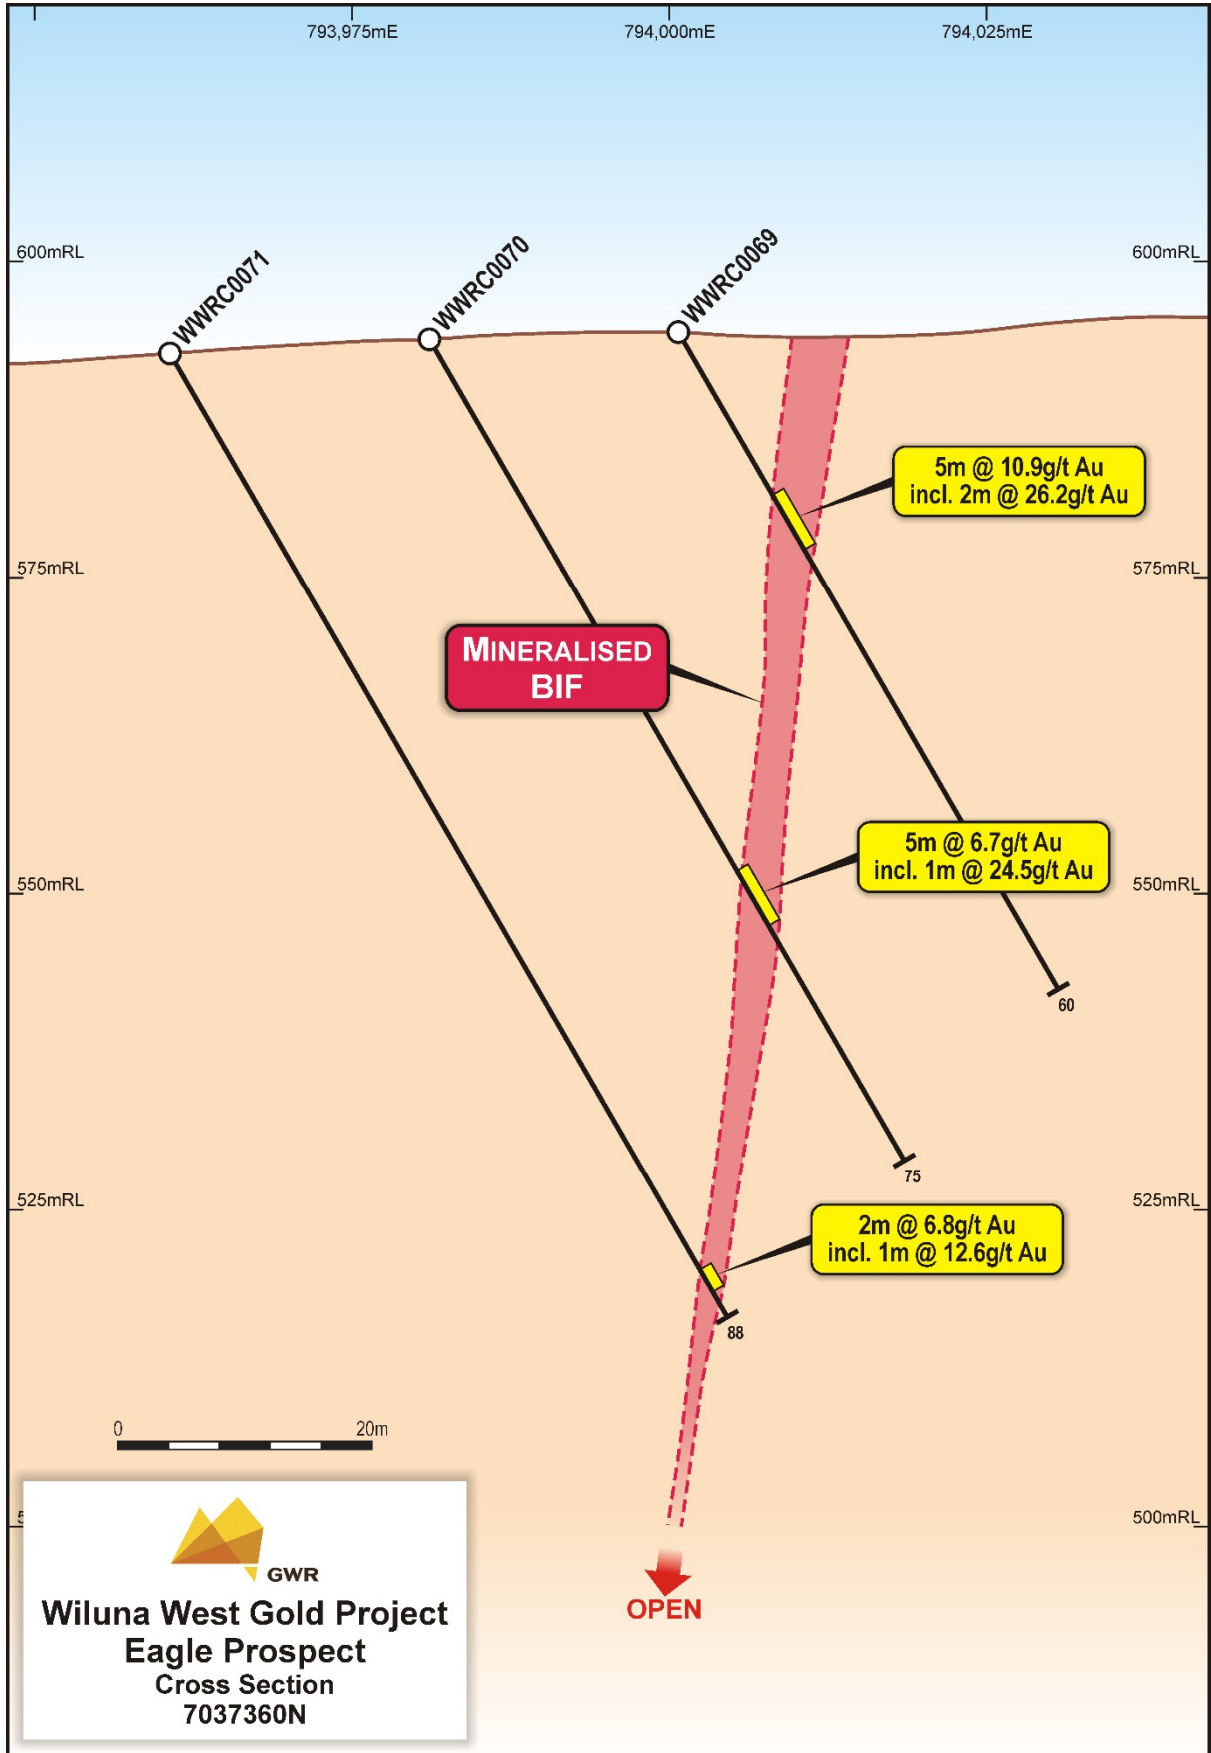 793,975mE
794,000mE
794,025mE
600mRL
600mRL
WWRC0071
WWRC0070
WWRC0069
5m @ 10.9g/t Au
incl. 2m @ 26.2g/t Au
575mRL
575mRL
MINERALISED
BIF
5m @ 6.7g/t Au
incl. 1m @ 24.5g/t Au
550mRL
550mRL
60
75
525mRL
525mRL
2m @ 6.8g/t Au
incl. 1m @ 12.6g/t Au
88
0
20m
500mRL
OPEN
GWR
Wiluna West Gold Project
Eagle Prospect
Cross Section
7037360N